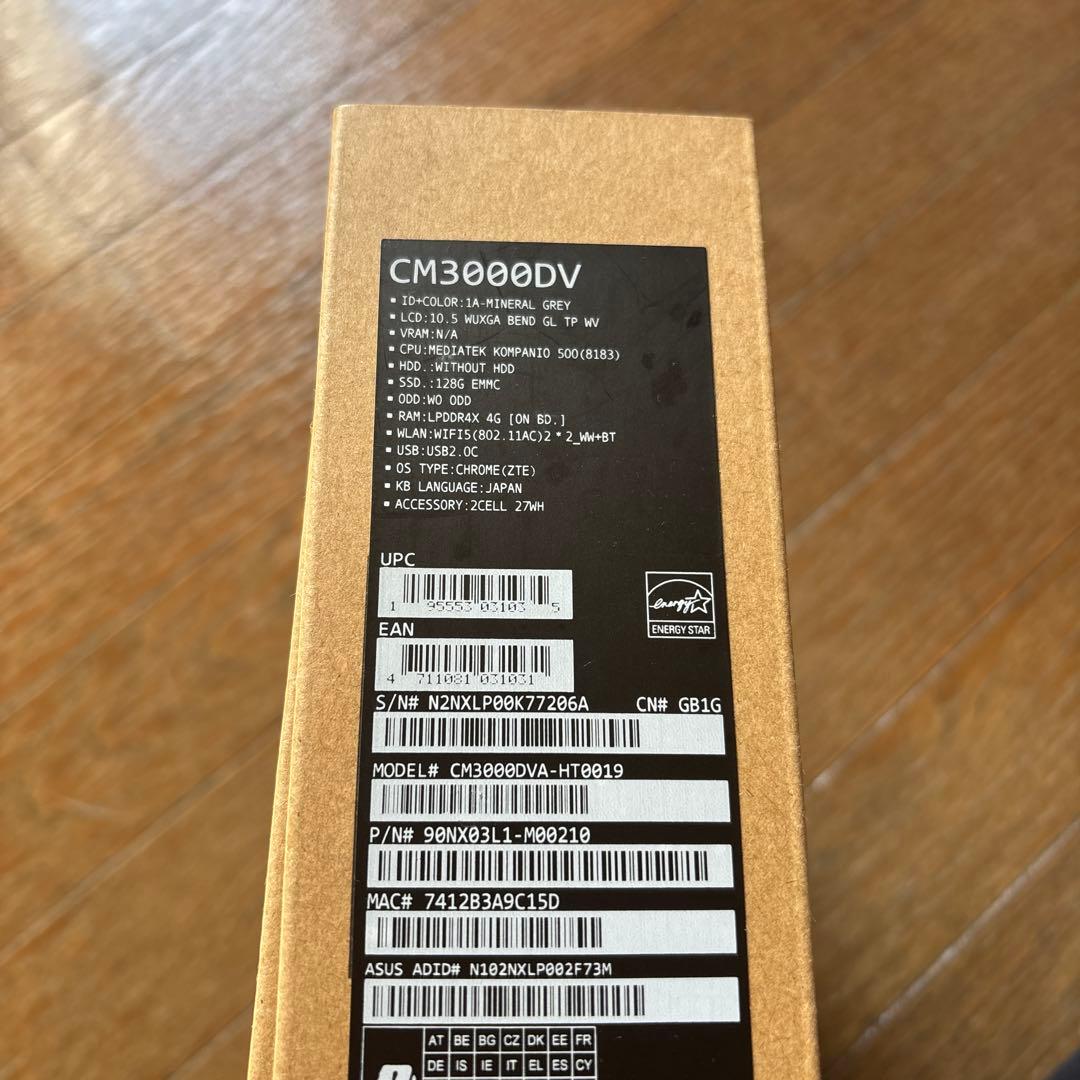 CM3000DV
▪ ID+COLOR:1A-MINERAL GREY
▪ LCD:10.5 WUXGA BEND GL TP WV
▪ VRAM:N/A
▪ CPU:MEDIATEK KOMPANIO 500(8183)
▪ HDD.:WITHOUT HDD
▪ SSD.:128G EMMC
▪ ODD:WO ODD
▪ RAM:LPDDR4X 4G [ON BD.]
▪ WLAN:WIFI5(802.11AC)2*2_WW+BT
▪ USB:USB2.0C
▪ OS TYPE:CHROME(ZTE)
▪ KB LANGUAGE:JAPAN
▪ ACCESSORY:2CELL 27WH
UPC
1 95553 03103 5
energy
ENERGY STAR
EAN
4 711081 031031
S/N# N2NXLP00K77206A CN# GB1G
MODEL# CM3000DVA-HT0019
P/N# 90NX03L1-M00210
MAC# 7412B3A9C15D
ASUS ADID# N102NXLP002F73M
AT BE BG CZ DK EE FR
DE IS IE IT EL ES CY